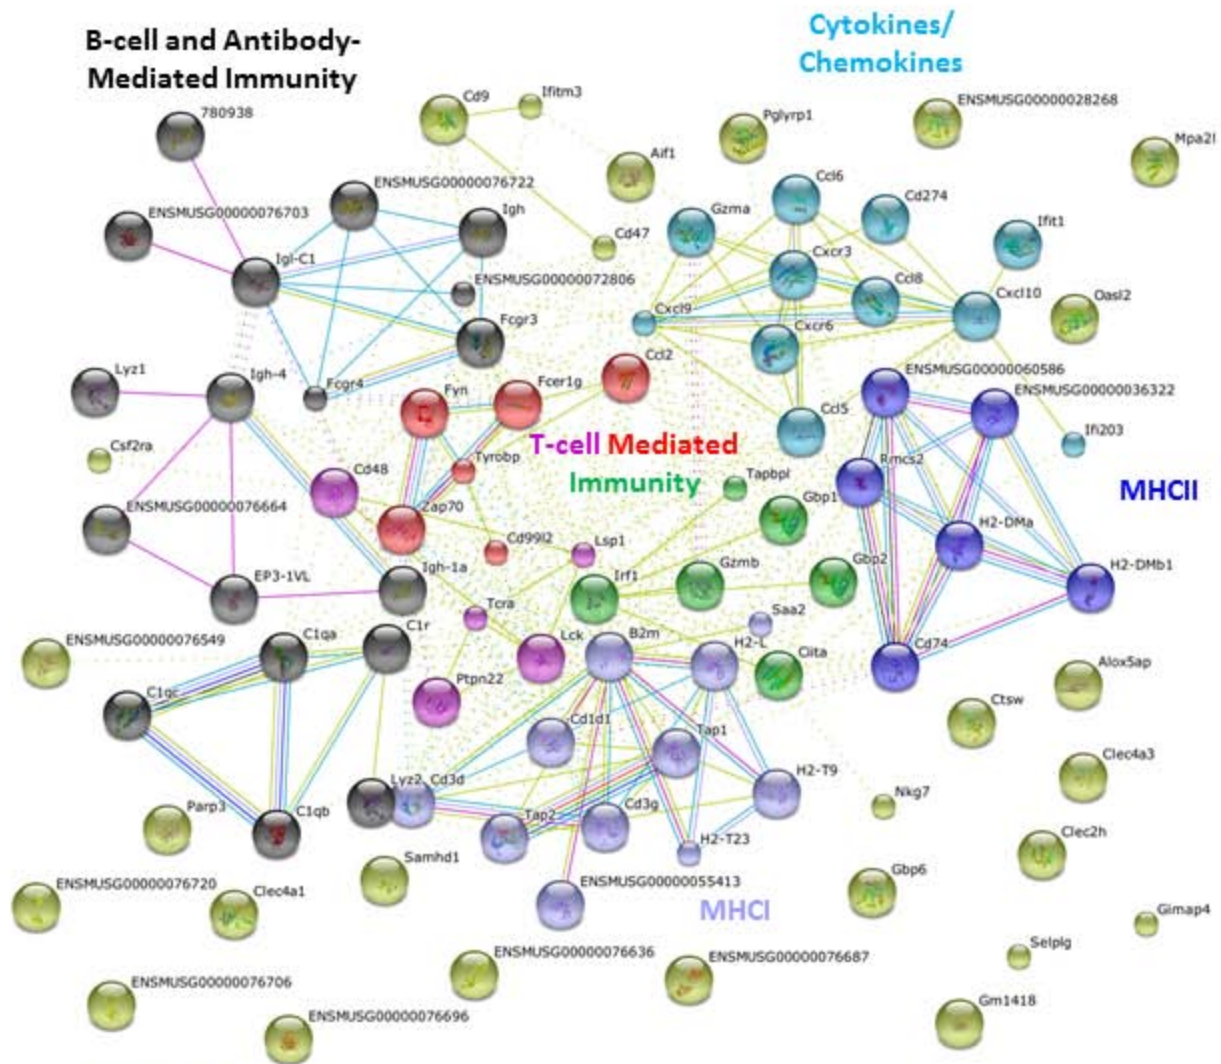 B-cell and Antibody-
Mediated Immunity
Cytokines/
Chemokines
780938
Cd9
Ifitm3
Pglyrp1
ENSMUSG00000028268
Mpa2l
Aif1
ENSMUSG00000076722
ENSMUSG00000076703
Igh
Cd47
Gzma
Ccl6
Cd274
Ifit1
Igl-C1
ENSMUSG00000072806
Cxcr3
Ccl8
Cxcl10
Oasl2
Fcgr3
Cxcl9
Cxcr6
Ccl2
Lyz1
Igh-4
Fcgr4
Fyn
Fcer1g
ENSMUSG00000060586
ENSMUSG00000036322
Ccl5
Ifi203
Csf2ra
Cd48
Tyrobp
T-cell Mediated
Immunity
Tapbpl
Rmcs2
MHCII
ENSMUSG00000076664
Zap70
Cd99l2
Lsp1
Gbp1
H2-DMa
EP3-1VL
Igh-1a
Irf1
Gzmb
Gbp2
H2-DMb1
Tcra
Saa2
ENSMUSG00000076549
C1qa
C1r
Lck
B2m
H2-L
Ciita
Cd74
Alox5ap
C1qc
Ptpn22
Cd1d1
Tap1
Ctsw
Clec4a3
Parp3
C1qb
Lyz2
Cd3d
Tap2
Cd3g
H2-T9
H2-T23
Nkg7
Clec2h
ENSMUSG00000076720
Clec4a1
Samhd1
ENSMUSG00000055413
MHCI
Gbp6
Gimap4
ENSMUSG00000076706
ENSMUSG00000076636
ENSMUSG00000076687
Selplg
ENSMUSG00000076696
Gm1418